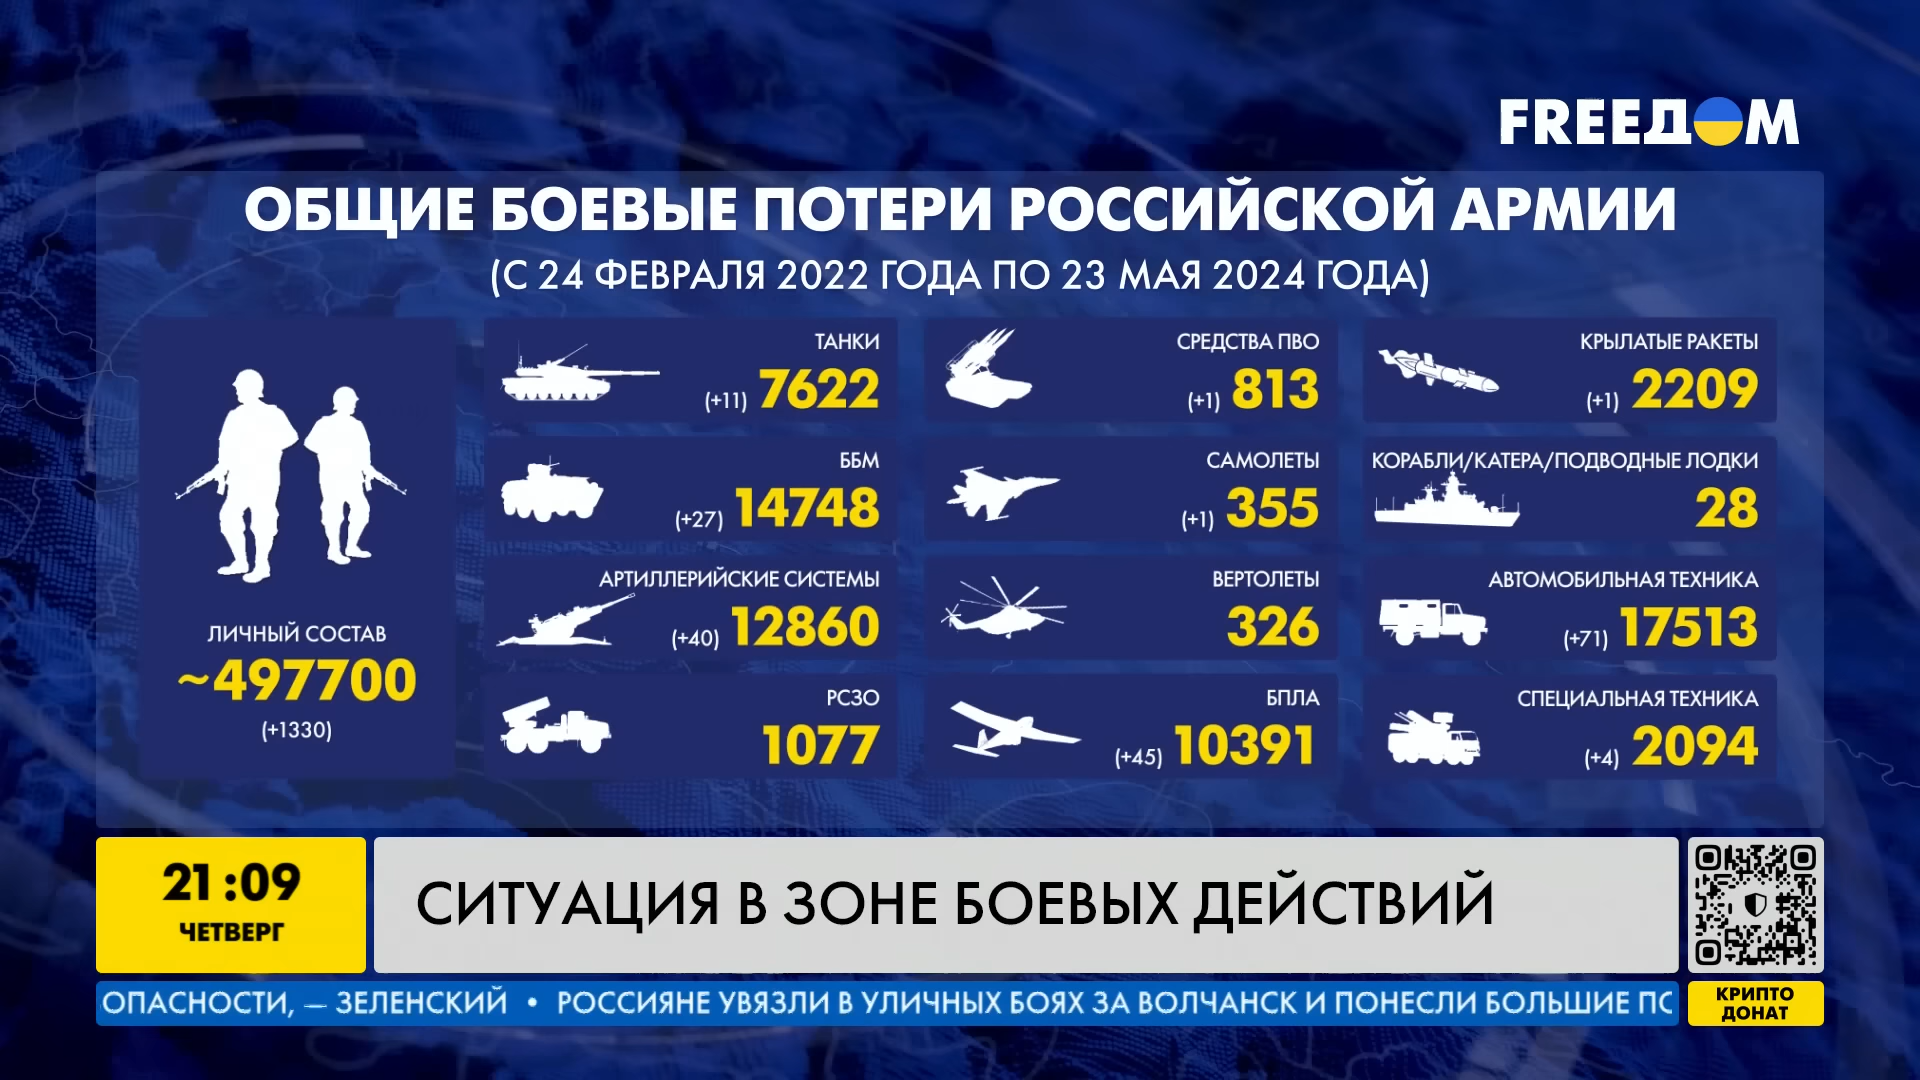 FREEДOM
ОБЩИЕ БОЕВЫЕ ПОТЕРИ РОССИЙСКОЙ АРМИИ
(С 24 ФЕВРАЛЯ 2022 ГОДА ПО 23 МАЯ 2024 ГОДА)
ЛИЧНЫЙ СОСТАВ
~497700
(+1330)
ТАНКИ
(+11) 7622
ББМ
(+27) 14748
АРТИЛЛЕРИЙСКИЕ СИСТЕМЫ
(+40) 12860
РСЗО
1077
СРЕДСТВА ПВО
(+1) 813
САМОЛЕТЫ
(+1) 355
ВЕРТОЛЕТЫ
326
БПЛА
(+45) 10391
КРЫЛАТЫЕ РАКЕТЫ
(+1) 2209
КОРАБЛИ/КАТЕРА/ПОДВОДНЫЕ ЛОДКИ
28
АВТОМОБИЛЬНАЯ ТЕХНИКА
(+71) 17513
СПЕЦИАЛЬНАЯ ТЕХНИКА
(+4) 2094
21:09
ЧЕТВЕРГ
СИТУАЦИЯ В ЗОНЕ БОЕВЫХ ДЕЙСТВИЙ
ОПАСНОСТИ, — ЗЕЛЕНСКИЙ • РОССИЯНЕ УВЯЗЛИ В УЛИЧНЫХ БОЯХ ЗА ВОЛЧАНСК И ПОНЕСЛИ БОЛЬШИЕ ПО
КРИПТО
ДОНАТ